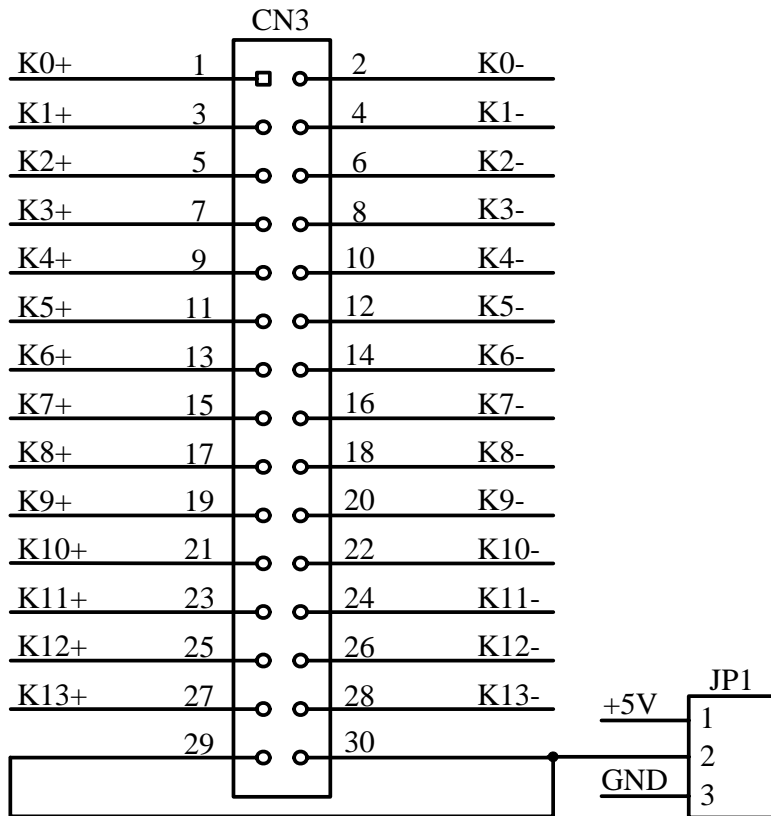 CN3
K0+ 1 2 K0-
K1+ 3 4 K1-
K2+ 5 6 K2-
K3+ 7 8 K3-
K4+ 9 10 K4-
K5+ 11 12 K5-
K6+ 13 14 K6-
K7+ 15 16 K7-
K8+ 17 18 K8-
K9+ 19 20 K9-
K10+ 21 22 K10-
K11+ 23 24 K11-
K12+ 25 26 K12-
K13+ 27 28 K13-
29 30
JP1
+5V 1
2
GND 3